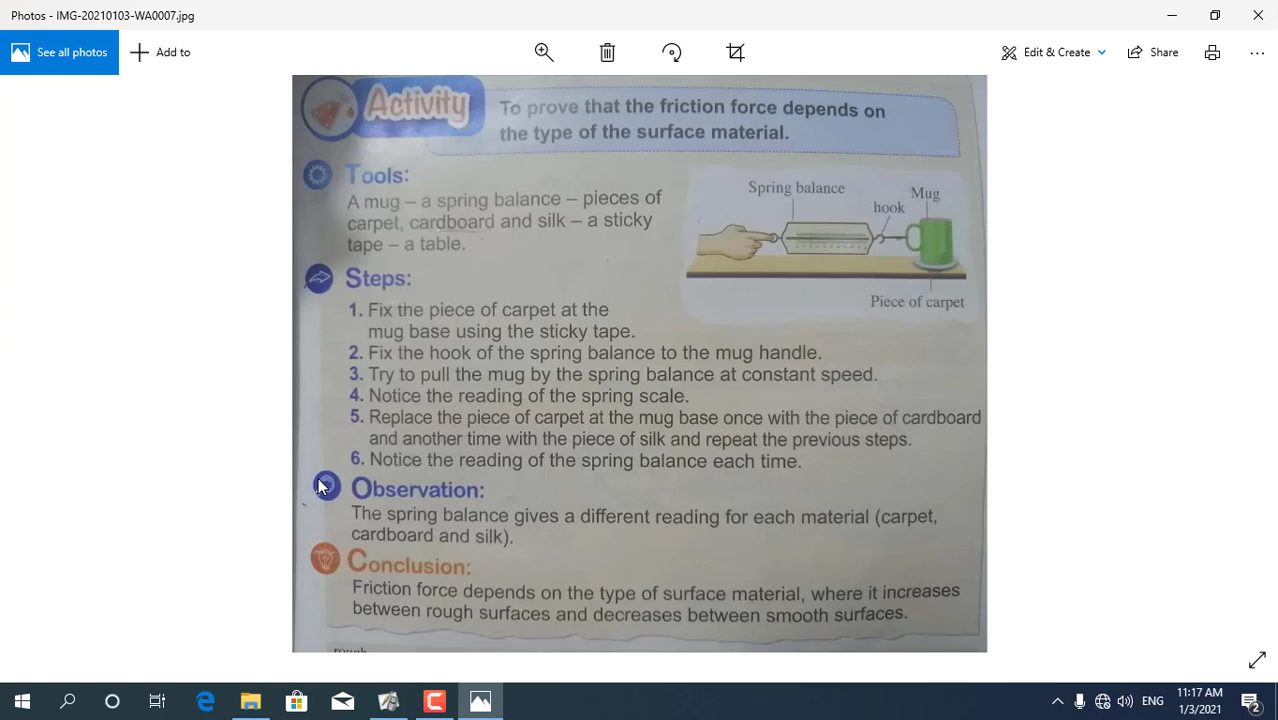 Photos - IMG-20210103-WA0007.jpg
See all photos
Add to
Edit & Create
Share
Activity
To prove that the friction force depends on
the type of the surface material.
Tools:
A mug – a spring balance – pieces of
carpet, cardboard and silk – a sticky
tape – a table.
Spring balance
hook
Mug
Piece of carpet
Steps:
1. Fix the piece of carpet at the
mug base using the sticky tape.
2. Fix the hook of the spring balance to the mug handle.
3. Try to pull the mug by the spring balance at constant speed.
4. Notice the reading of the spring scale.
5. Replace the piece of carpet at the mug base once with the piece of cardboard
and another time with the piece of silk and repeat the previous steps.
6. Notice the reading of the spring balance each time.
Observation:
The spring balance gives a different reading for each material (carpet,
cardboard and silk).
Conclusion:
Friction force depends on the type of surface material, where it increases
between rough surfaces and decreases between smooth surfaces.
rough
ENG
11:17 AM
1/3/2021
2